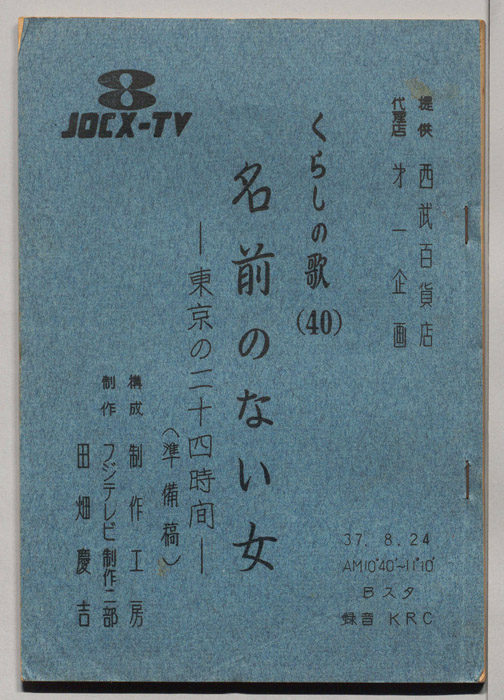 8
JOCX-TV
提供 西武百貨店
代理店 才一企画
くらしの歌(40)
名前のない女
—東京の二十四時间—
(準備稿)
構成 制作工房
制作 フジテレビ制作二部
田畑慶吉
37. 8. 24
AM10°40'~11°10'
Bスタ
録音 KRC